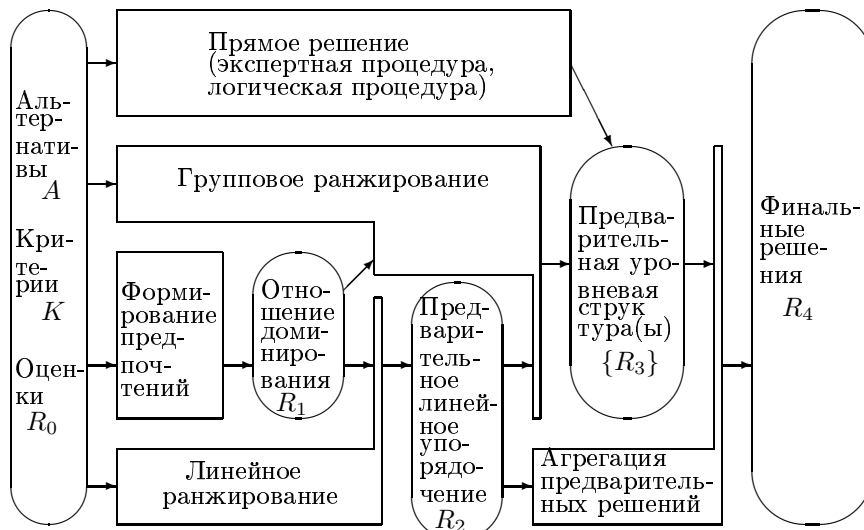 Аль-
тер-
нати-
вы
A
Кри-
те-
рии
K
Оцен-
ки
R₀
Прямое решение
(экспертная процедура,
логическая процедура)
Групповое ранжирование
Форми-
рование
пред-
поч-
тений
Отно-
шение
доми-
ниро-
вания
R₁
Линейное
ранжирование
Пред-
вари-
тель-
ное
линей-
ное
упо-
рядо-
чение
R₂
Предва-
ритель-
ная уро-
вневая
струк
тура(ы)
{R₃}
Агрегация
предваритель-
ных решений
Финаль-
ные
реше-
ния
R₄